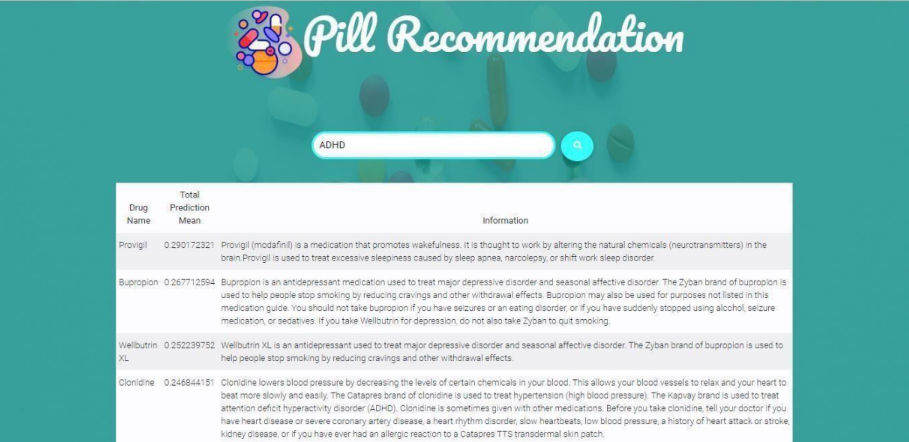 Pill Recommendation
ADHD
Total
Drug Prediction
Name Mean Information
Provigil 0.290172321 Provigil (modafinil) is a medication that promotes wakefulness. It is thought to work by altering the natural chemicals (neurotransmitters) in the
brain.Provigil is used to treat excessive sleepiness caused by sleep apnea, narcolepsy, or shift work sleep disorder.
Bupropion 0.267712594 Bupropion is an antidepressant medication used to treat major depressive disorder and seasonal affective disorder. The Zyban brand of bupropion is
used to help people stop smoking by reducing cravings and other withdrawal effects. Bupropion may also be used for purposes not listed in this
medication guide. You should not take bupropion if you have seizures or an eating disorder, or if you have suddenly stopped using alcohol, seizure
medication, or sedatives. If you take Wellbutrin for depression, do not also take Zyban to quit smoking.
Wellbutrin 0.252239752 Wellbutrin XL is an antidepressant used to treat major depressive disorder and seasonal affective disorder. The Zyban brand of bupropion is used to
XL help people stop smoking by reducing cravings and other withdrawal effects.
Clonidine 0.246844151 Clonidine lowers blood pressure by decreasing the levels of certain chemicals in your blood. This allows your blood vessels to relax and your heart to
beat more slowly and easily. The Catapres brand of clonidine is used to treat hypertension (high blood pressure). The Kapvay brand is used to treat
attention deficit hyperactivity disorder (ADHD). Clonidine is sometimes given with other medications. Before you take clonidine, tell your doctor if you
have heart disease or severe coronary artery disease, a heart rhythm disorder, slow heartbeats, low blood pressure, a history of heart attack or stroke,
kidney disease, or if you have ever had an allergic reaction to a Catapres TTS transdermal skin patch.